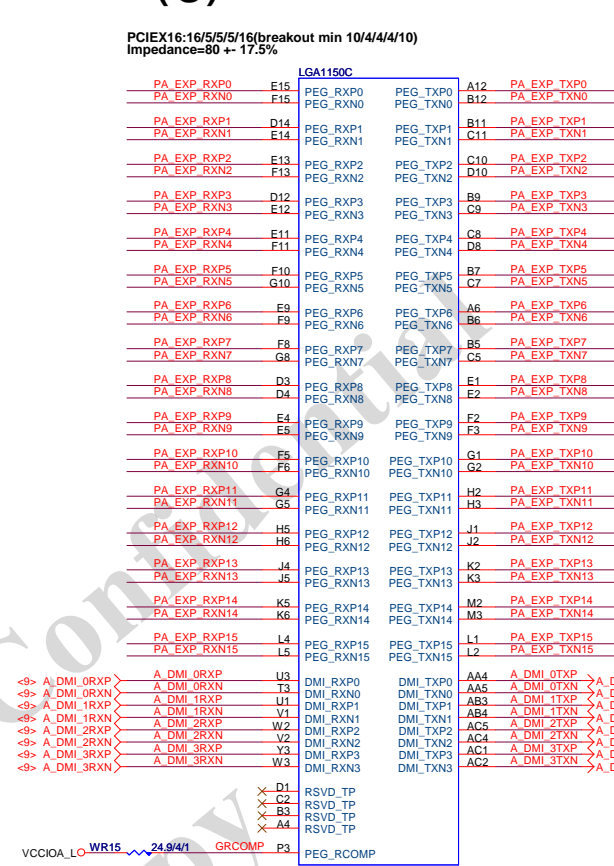 PCIEX16:16/5/5/5/16(breakout min 10/4/4/4/10)
Impedance=80 +- 17.5%
LGA1150C
PA_EXP_RXP0 E15 PEG_RXP0 PEG_TXP0 A12 PA_EXP_TXP0
PA_EXP_RXN0 F15 PEG_RXN0 PEG_TXN0 B12 PA_EXP_TXN0
PA_EXP_RXP1 D14 PEG_RXP1 PEG_TXP1 B11 PA_EXP_TXP1
PA_EXP_RXN1 E14 PEG_RXN1 PEG_TXN1 C11 PA_EXP_TXN1
PA_EXP_RXP2 E13 PEG_RXP2 PEG_TXP2 C10 PA_EXP_TXP2
PA_EXP_RXN2 F13 PEG_RXN2 PEG_TXN2 D10 PA_EXP_TXN2
PA_EXP_RXP3 D12 PEG_RXP3 PEG_TXP3 B9 PA_EXP_TXP3
PA_EXP_RXN3 E12 PEG_RXN3 PEG_TXN3 C9 PA_EXP_TXN3
PA_EXP_RXP4 E11 PEG_RXP4 PEG_TXP4 C8 PA_EXP_TXP4
PA_EXP_RXN4 F11 PEG_RXN4 PEG_TXN4 D8 PA_EXP_TXN4
PA_EXP_RXP5 F10 PEG_RXP5 PEG_TXP5 B7 PA_EXP_TXP5
PA_EXP_RXN5 G10 PEG_RXN5 PEG_TXN5 C7 PA_EXP_TXN5
PA_EXP_RXP6 E9 PEG_RXP6 PEG_TXP6 A6 PA_EXP_TXP6
PA_EXP_RXN6 F9 PEG_RXN6 PEG_TXN6 B6 PA_EXP_TXN6
PA_EXP_RXP7 F8 PEG_RXP7 PEG_TXP7 B5 PA_EXP_TXP7
PA_EXP_RXN7 G8 PEG_RXN7 PEG_TXN7 C5 PA_EXP_TXN7
PA_EXP_RXP8 D3 PEG_RXP8 PEG_TXP8 E1 PA_EXP_TXP8
PA_EXP_RXN8 D4 PEG_RXN8 PEG_TXN8 E2 PA_EXP_TXN8
PA_EXP_RXP9 E4 PEG_RXP9 PEG_TXP9 F2 PA_EXP_TXP9
PA_EXP_RXN9 E5 PEG_RXN9 PEG_TXN9 F3 PA_EXP_TXN9
PA_EXP_RXP10 F5 PEG_RXP10 PEG_TXP10 G1 PA_EXP_TXP10
PA_EXP_RXN10 F6 PEG_RXN10 PEG_TXN10 G2 PA_EXP_TXN10
PA_EXP_RXP11 G4 PEG_RXP11 PEG_TXP11 H2 PA_EXP_TXP11
PA_EXP_RXN11 G5 PEG_RXN11 PEG_TXN11 H3 PA_EXP_TXN11
PA_EXP_RXP12 H5 PEG_RXP12 PEG_TXP12 J1 PA_EXP_TXP12
PA_EXP_RXN12 H6 PEG_RXN12 PEG_TXN12 J2 PA_EXP_TXN12
PA_EXP_RXP13 J4 PEG_RXP13 PEG_TXP13 K2 PA_EXP_TXP13
PA_EXP_RXN13 J5 PEG_RXN13 PEG_TXN13 K3 PA_EXP_TXN13
PA_EXP_RXP14 K5 PEG_RXP14 PEG_TXP14 M2 PA_EXP_TXP14
PA_EXP_RXN14 K6 PEG_RXN14 PEG_TXN14 M3 PA_EXP_TXN14
PA_EXP_RXP15 L4 PEG_RXP15 PEG_TXP15 L1 PA_EXP_TXP15
PA_EXP_RXN15 L5 PEG_RXN15 PEG_TXN15 L2 PA_EXP_TXN15
<9> A_DMI_0RXP A_DMI_0RXP U3 DMI_RXP0 DMI_TXP0 AA4 A_DMI_0TXP
<9> A_DMI_0RXN A_DMI_0RXN T3 DMI_RXN0 DMI_TXN0 AA5 A_DMI_0TXN
<9> A_DMI_1RXP A_DMI_1RXP U1 DMI_RXP1 DMI_TXP1 AB3 A_DMI_1TXP
<9> A_DMI_1RXN A_DMI_1RXN V1 DMI_RXN1 DMI_TXN1 AB4 A_DMI_1TXN
<9> A_DMI_2RXP A_DMI_2RXP W2 DMI_RXP2 DMI_TXP2 AC5 A_DMI_2TXP
<9> A_DMI_2RXN A_DMI_2RXN V2 DMI_RXN2 DMI_TXN2 AC4 A_DMI_2TXN
<9> A_DMI_3RXP A_DMI_3RXP Y3 DMI_RXP3 DMI_TXP3 AC1 A_DMI_3TXP
<9> A_DMI_3RXN A_DMI_3RXN W3 DMI_RXN3 DMI_TXN3 AC2 A_DMI_3TXN
D1 RSVD_TP
C2 RSVD_TP
B3 RSVD_TP
A4 RSVD_TP
VCCIOA_L WR15 24.9/4/1 GRCOMP P3 PEG_RCOMP
Confidential